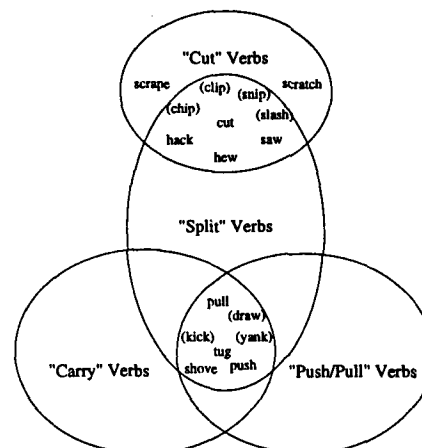 "Cut" Verbs
scrape (clip) scratch
(snip)
(chip) (slash)
cut
hack saw
hew
"Split" Verbs
pull
(draw)
(kick) (yank)
tug
shove push
"Carry" Verbs "Push/Pull" Verbs